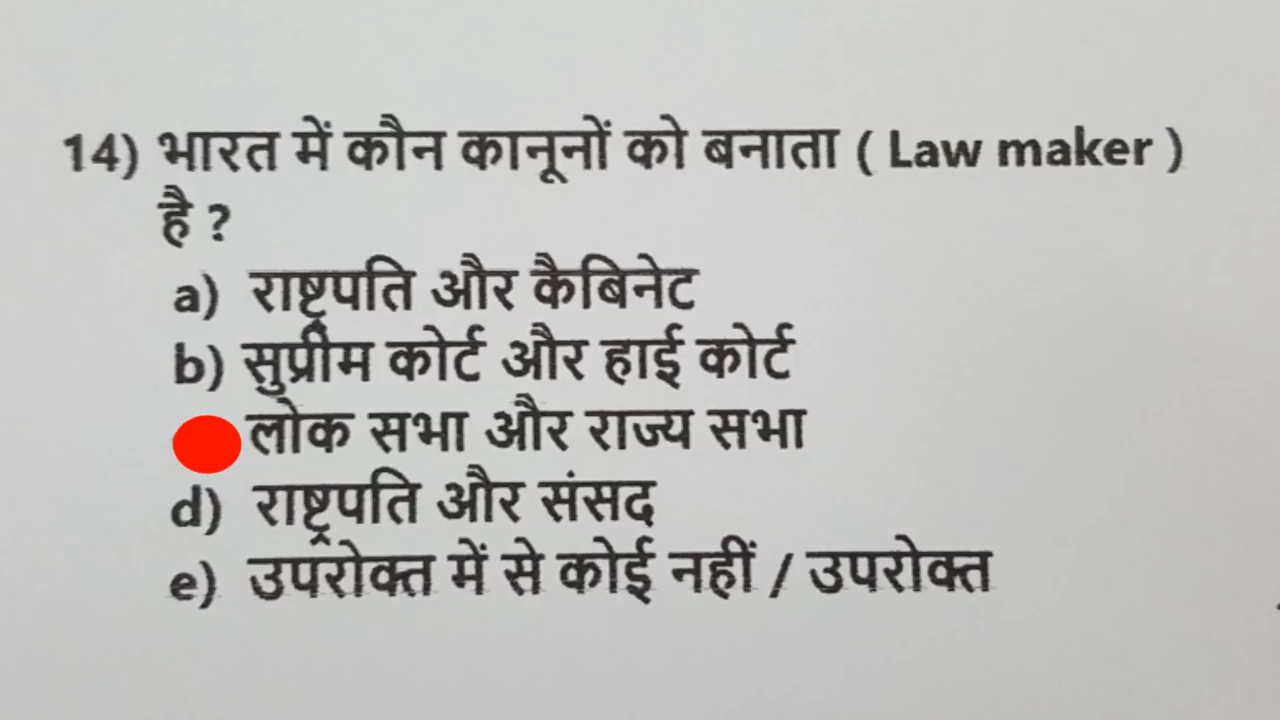 14) भारत में कौन कानूनों को बनाता ( Law maker )
है ?
a) राष्ट्रपति और कैबिनेट
b) सुप्रीम कोर्ट और हाई कोर्ट
लोक सभा और राज्य सभा
d) राष्ट्रपति और संसद
e) उपरोक्त में से कोई नहीं / उपरोक्त